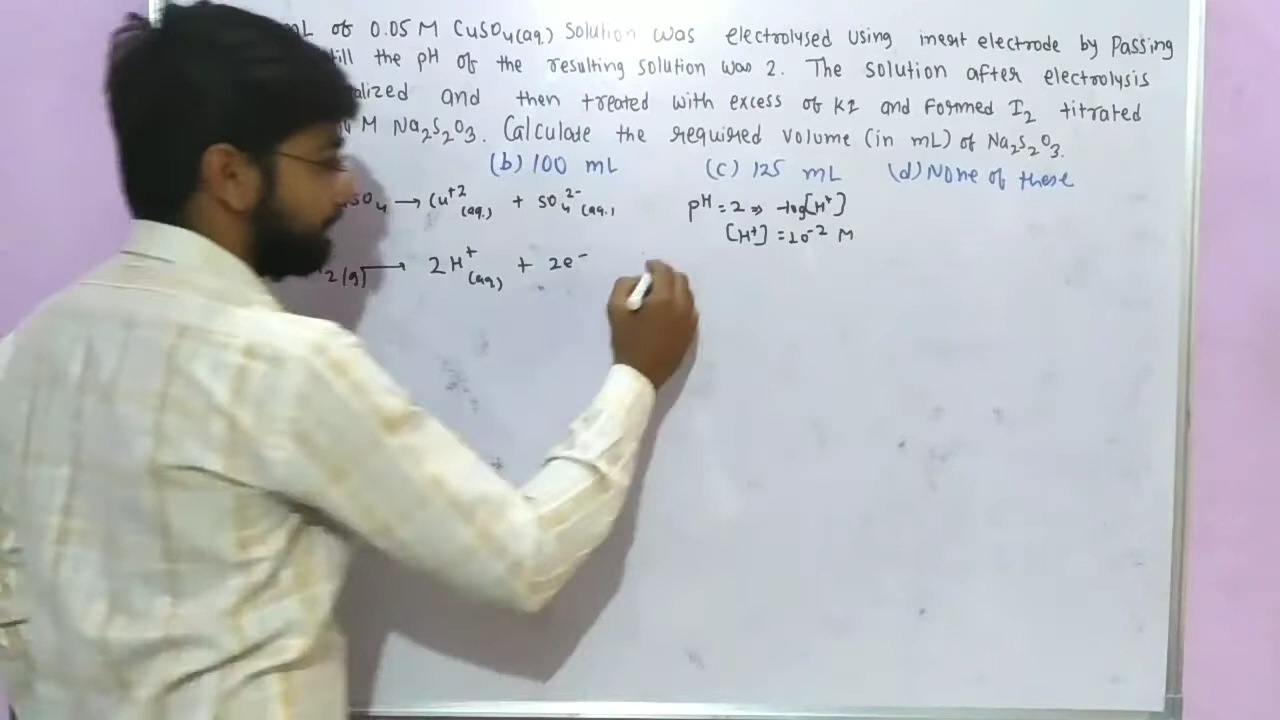 mL of 0.05 M CuSO₄(aq.) Solution was electrolysed using inert electrode by Passing
till the pH of the resulting solution was 2. The solution after electrolysis
alized and then treated with excess of KI and formed I₂ titrated
M Na₂S₂O₃. Calculate the required volume (in mL) of Na₂S₂O₃.
(b) 100 mL (c) 125 mL (d) None of these
uSO₄ → Cu⁺²(aq.) + SO₄²⁻(aq.)
pH = 2 ⇒ -log[H⁺]
[H⁺] = 10⁻² M
₂(g) → 2H⁺(aq) + 2e⁻